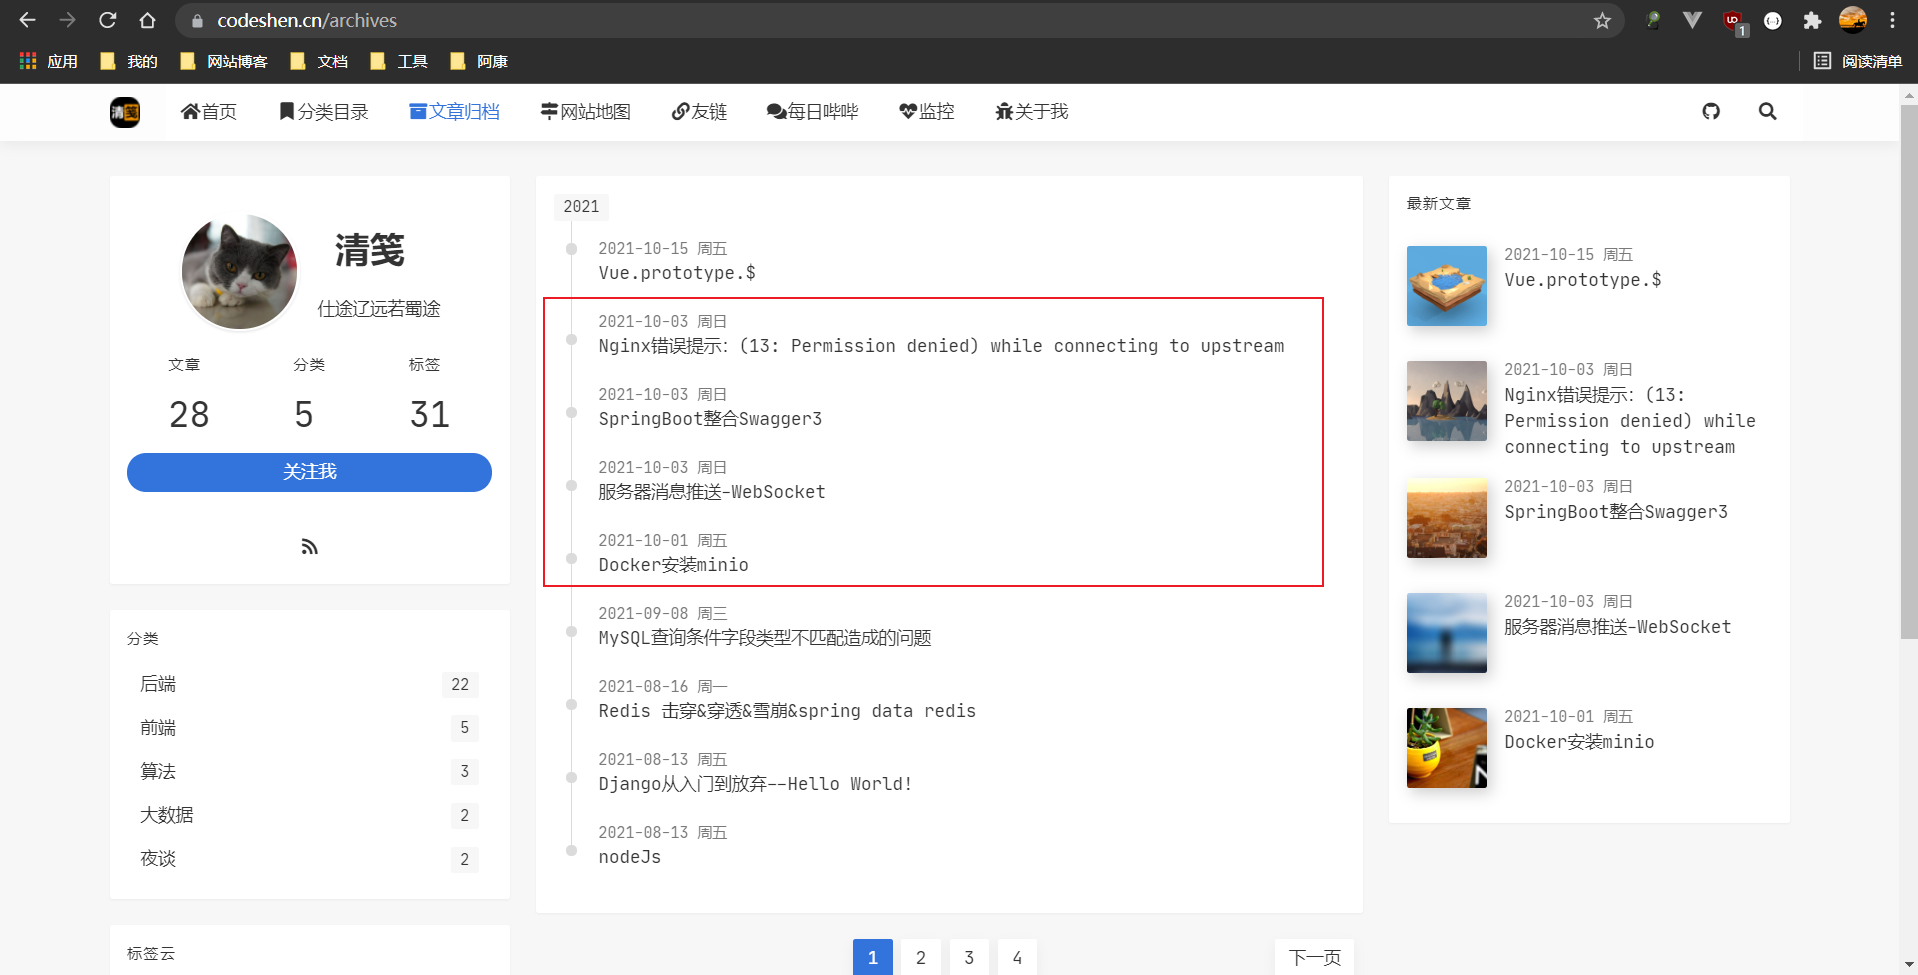 codeshen.cn/archives
1
应用
我的
网站博客
文档
工具
阿康
阅读清单
清笺
首页
分类目录
文章归档
网站地图
友链
每日哔哔
监控
关于我
清笺
仕途辽远若蜀途
文章
分类
标签
28
5
31
关注我
分类
后端 22
前端 5
算法 3
大数据 2
夜谈 2
标签云
2021
2021-10-15 周五
Vue.prototype.$
2021-10-03 周日
Nginx错误提示：(13: Permission denied) while connecting to upstream
2021-10-03 周日
SpringBoot整合Swagger3
2021-10-03 周日
服务器消息推送-WebSocket
2021-10-01 周五
Docker安装minio
2021-09-08 周三
MySQL查询条件字段类型不匹配造成的问题
2021-08-16 周一
Redis 击穿&穿透&雪崩&spring data redis
2021-08-13 周五
Django从入门到放弃--Hello World!
2021-08-13 周五
nodeJs
1
2
3
4
下一页
最新文章
2021-10-15 周五
Vue.prototype.$
2021-10-03 周日
Nginx错误提示：(13:
Permission denied) while
connecting to upstream
2021-10-03 周日
SpringBoot整合Swagger3
2021-10-03 周日
服务器消息推送-WebSocket
2021-10-01 周五
Docker安装minio